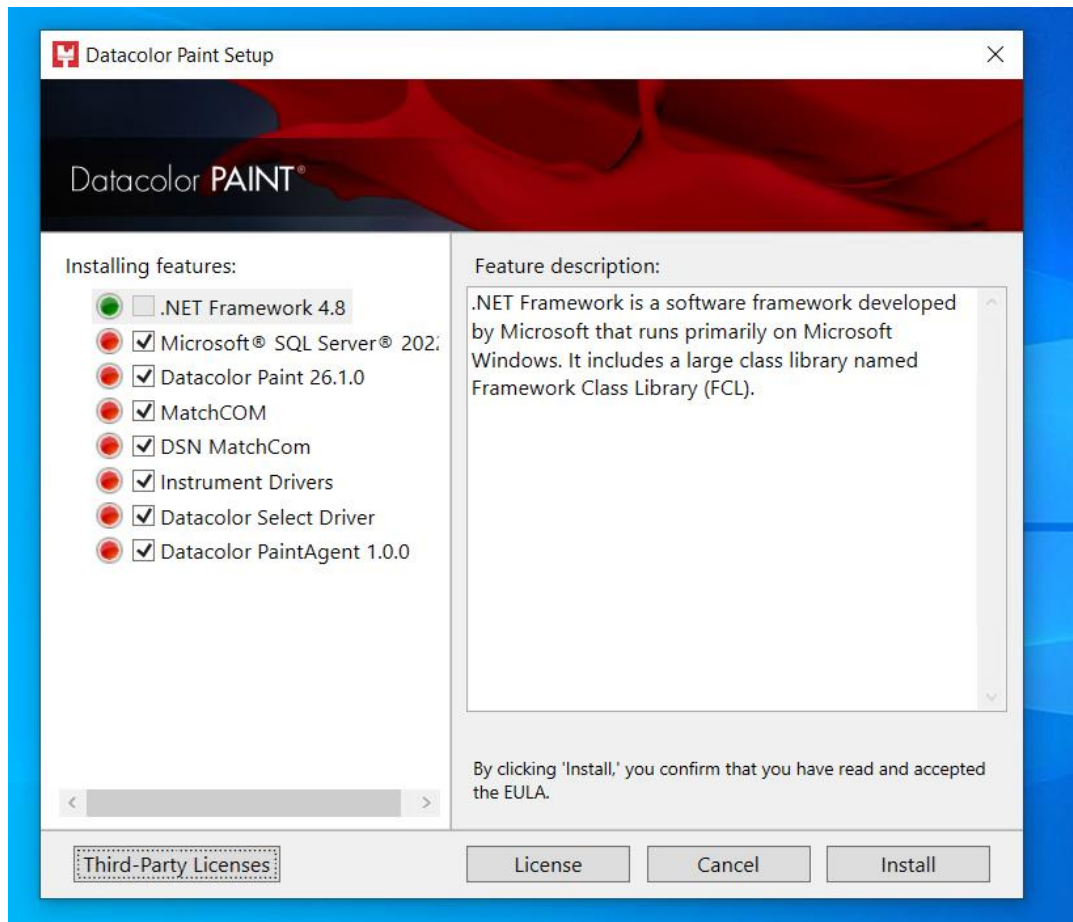 Datacolor Paint Setup
Datacolor PAINT®
Installing features:
.NET Framework 4.8
Microsoft® SQL Server®
Datacolor Paint 26.1.0
MatchCOM
DSN MatchCom
Instrument Drivers
Datacolor Select Driver
Datacolor PaintAgent 1.0.0
Feature description:
.NET Framework is a software framework developed
by Microsoft that runs primarily on Microsoft
Windows. It includes a large class library named
Framework Class Library (FCL).
By clicking 'Install,' you confirm that you have read and accepted
the EULA.
Third-Party Licenses
License
Cancel
Install